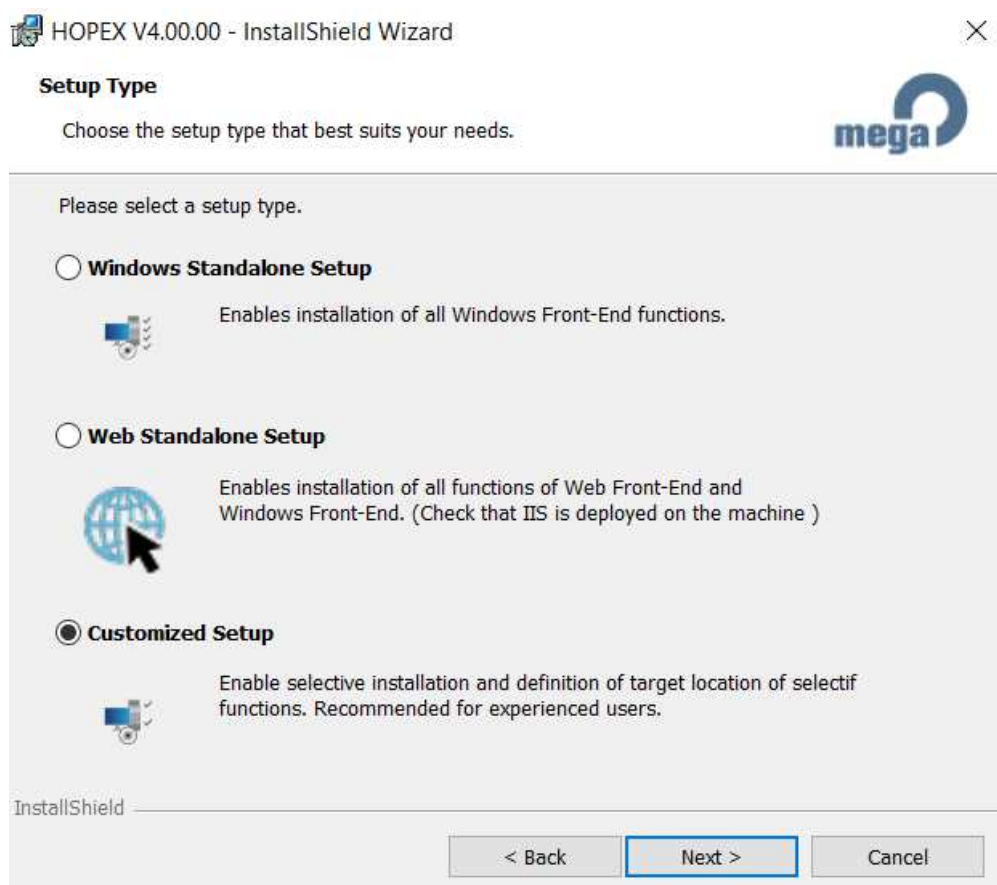 HOPEX V4.00.00 - InstallShield Wizard
Setup Type
Choose the setup type that best suits your needs.
mega
Please select a setup type.
Windows Standalone Setup
Enables installation of all Windows Front-End functions.
Web Standalone Setup
Enables installation of all functions of Web Front-End and
Windows Front-End. (Check that IIS is deployed on the machine )
Customized Setup
Enable selective installation and definition of target location of selectif
functions. Recommended for experienced users.
InstallShield
< Back Next > Cancel